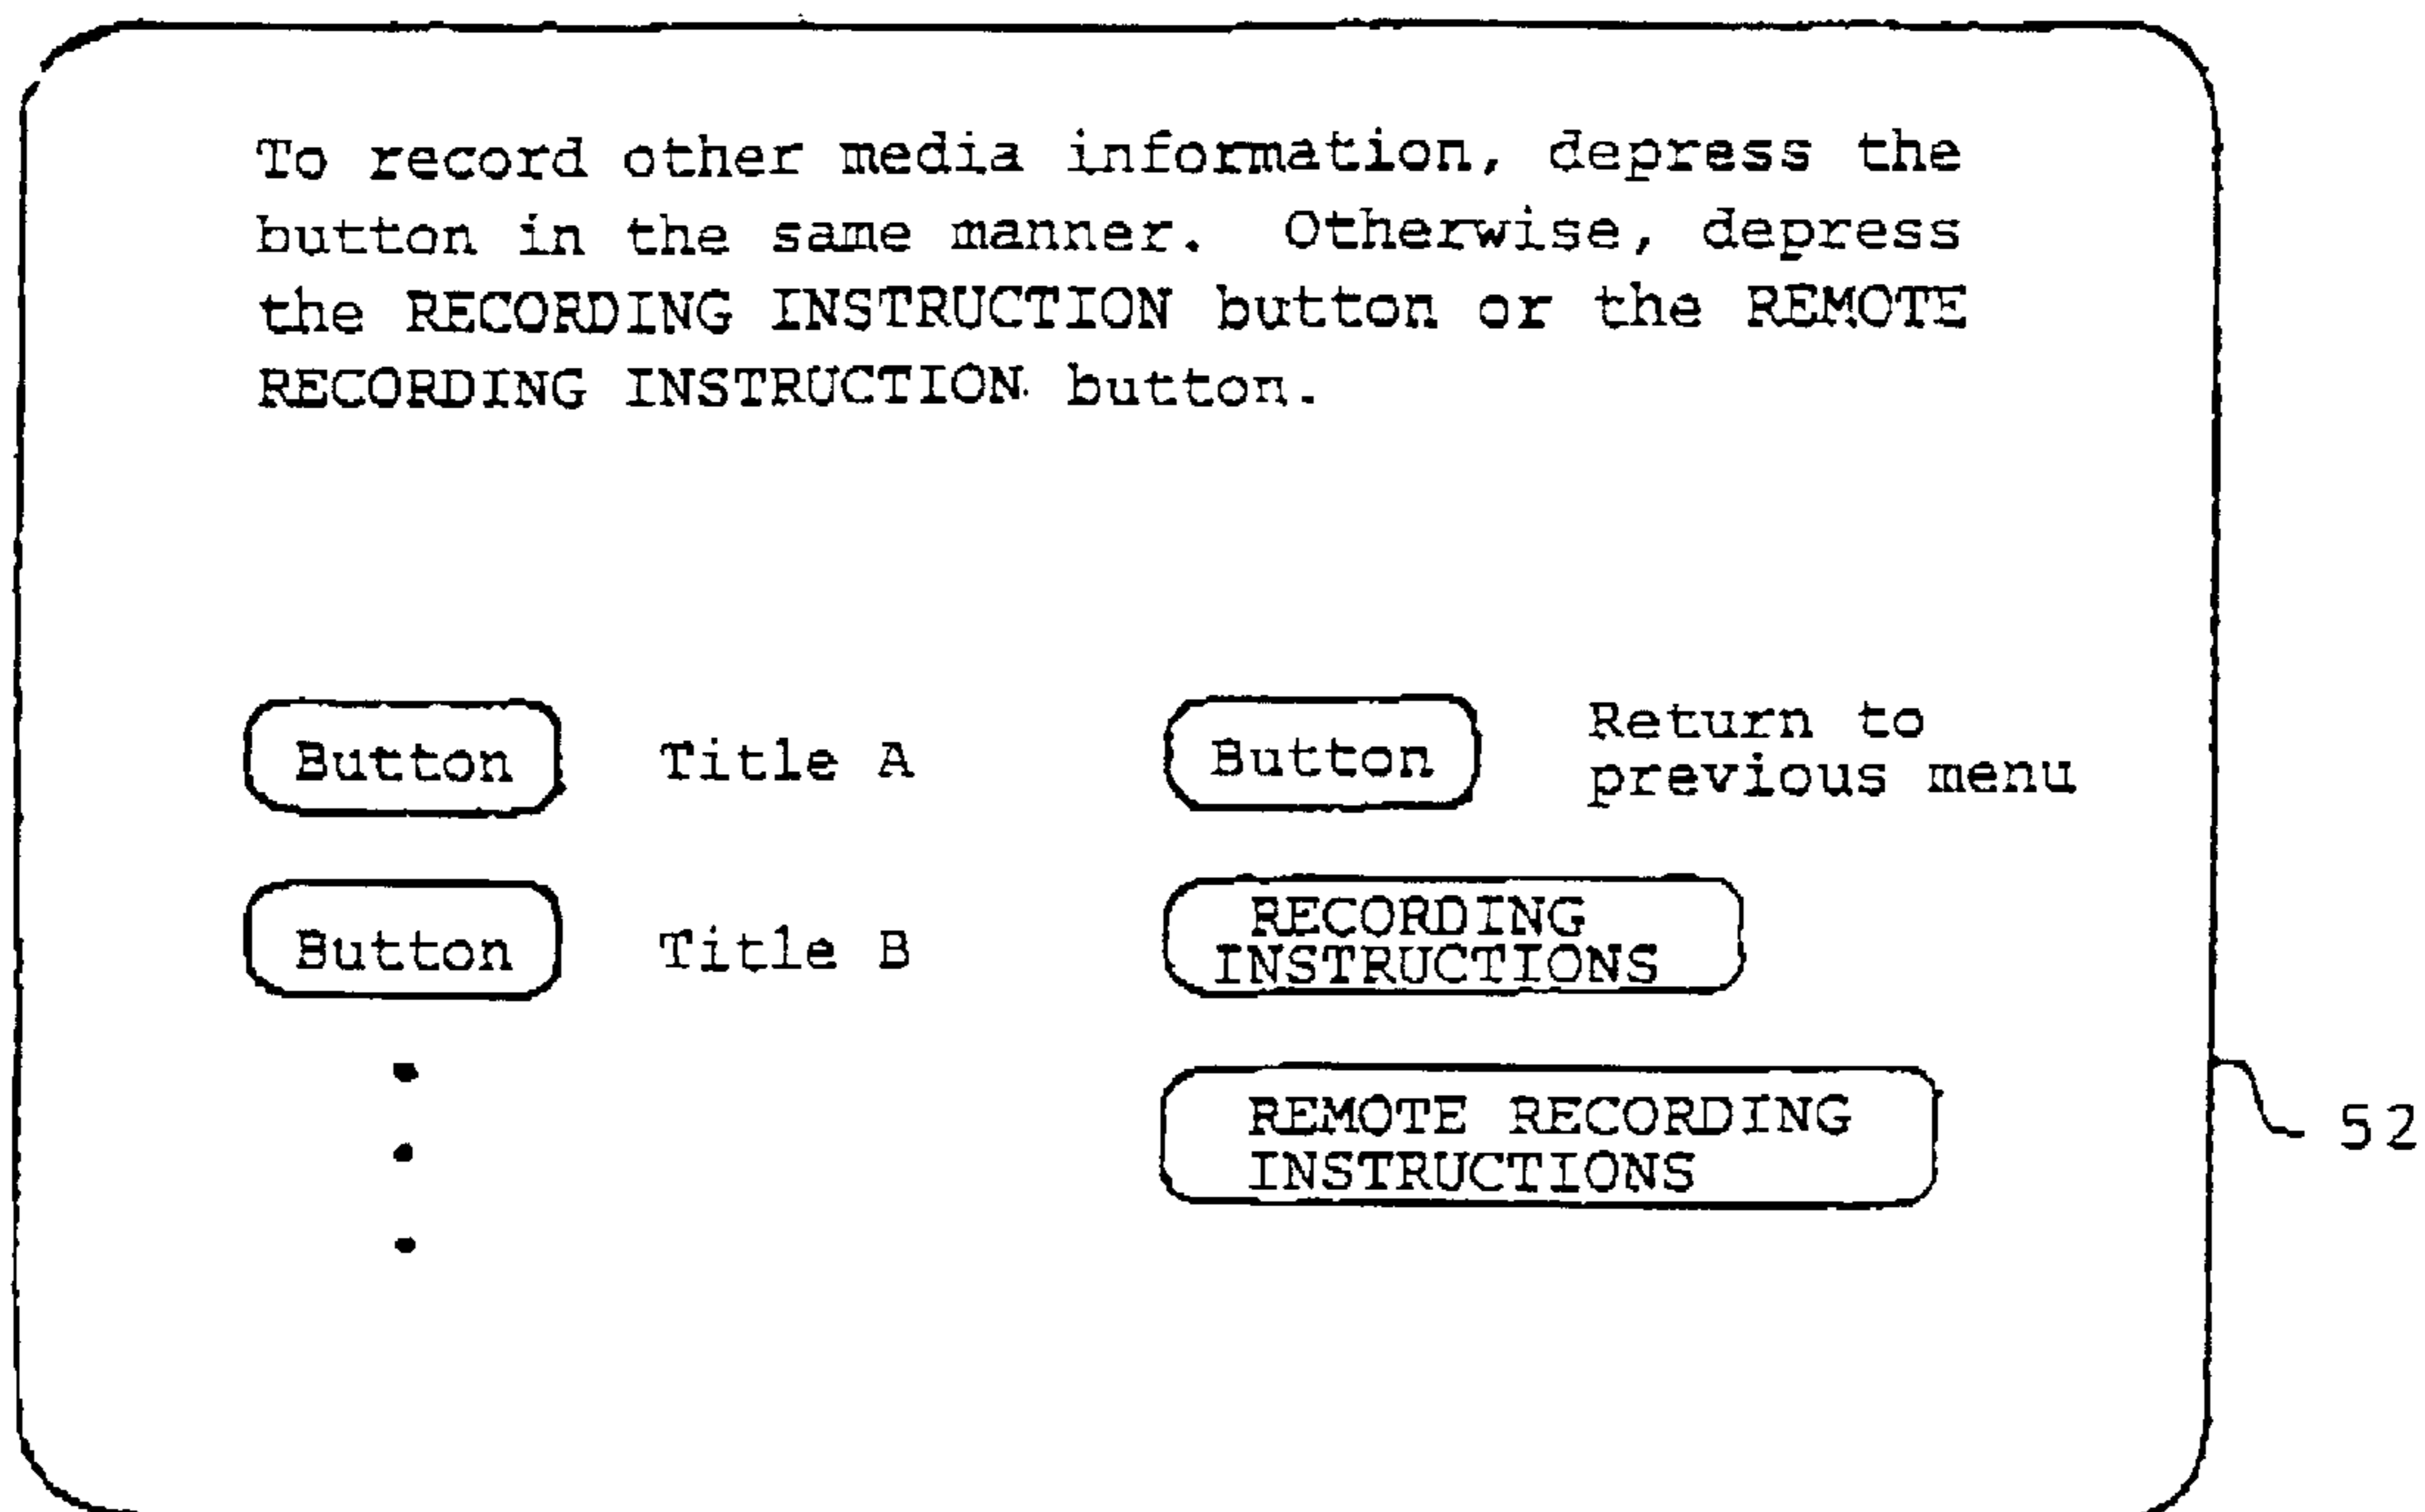 To record other media information, depress the
button in the same manner. Otherwise, depress
the RECORDING INSTRUCTION button or the REMOTE
RECORDING INSTRUCTION button.
Button Title A
Button Title B
Button Return to
previous menu
RECORDING
INSTRUCTIONS
REMOTE RECORDING
INSTRUCTIONS
52